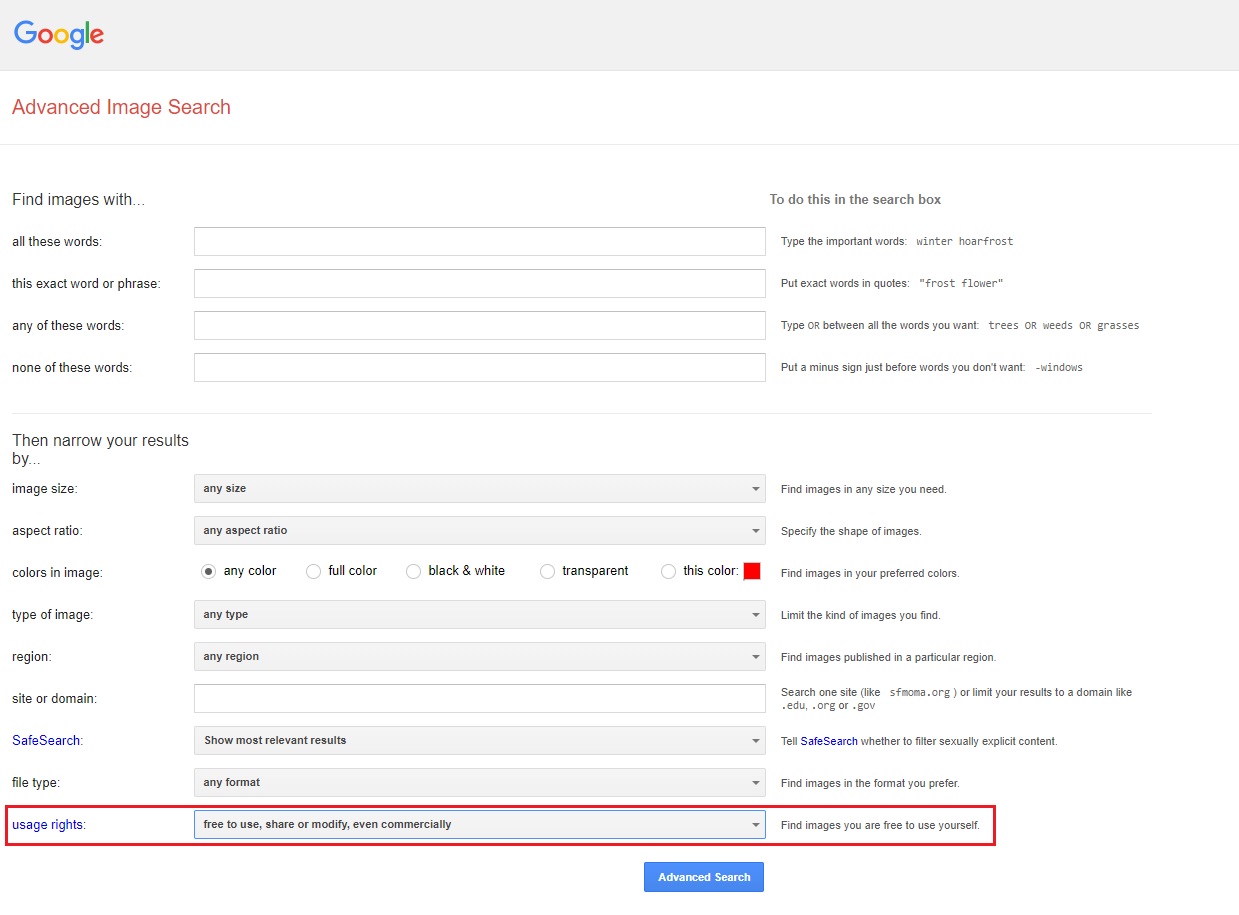 Google
Advanced Image Search
Find images with...
To do this in the search box
all these words:
Type the important words: winter hoarfrost
this exact word or phrase:
Put exact words in quotes: "frost flower"
any of these words:
Type OR between all the words you want: trees OR weeds OR grasses
none of these words:
Put a minus sign just before words you don't want: -windows
Then narrow your results
by...
image size:
any size
Find images in any size you need.
aspect ratio:
any aspect ratio
Specify the shape of images.
colors in image:
any color full color black & white transparent this color:
Find images in your preferred colors.
type of image:
any type
Limit the kind of images you find.
region:
any region
Find images published in a particular region.
site or domain:
Search one site (like sfmoma.org ) or limit your results to a domain like
.edu, .org or .gov
SafeSearch:
Show most relevant results
Tell SafeSearch whether to filter sexually explicit content.
file type:
any format
Find images in the format you prefer.
usage rights:
free to use, share or modify, even commercially
Find images you are free to use yourself.
Advanced Search